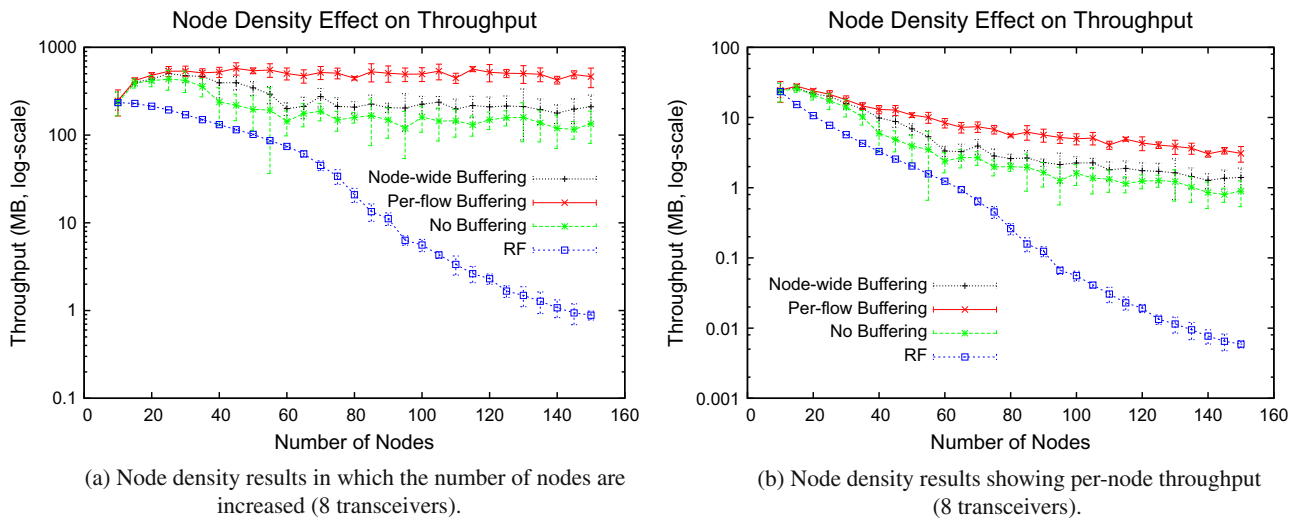 Node Density Effect on Throughput
1000
100
10
1
0.1
Throughput (MB, log-scale)
Node-wide Buffering
Per-flow Buffering
No Buffering
RF
0 20 40 60 80 100 120 140 160
Number of Nodes
(a) Node density results in which the number of nodes are
increased (8 transceivers).
Node Density Effect on Throughput
100
10
1
0.1
0.01
0.001
Throughput (MB, log-scale)
Node-wide Buffering
Per-flow Buffering
No Buffering
RF
0 20 40 60 80 100 120 140 160
Number of Nodes
(b) Node density results showing per-node throughput
(8 transceivers).